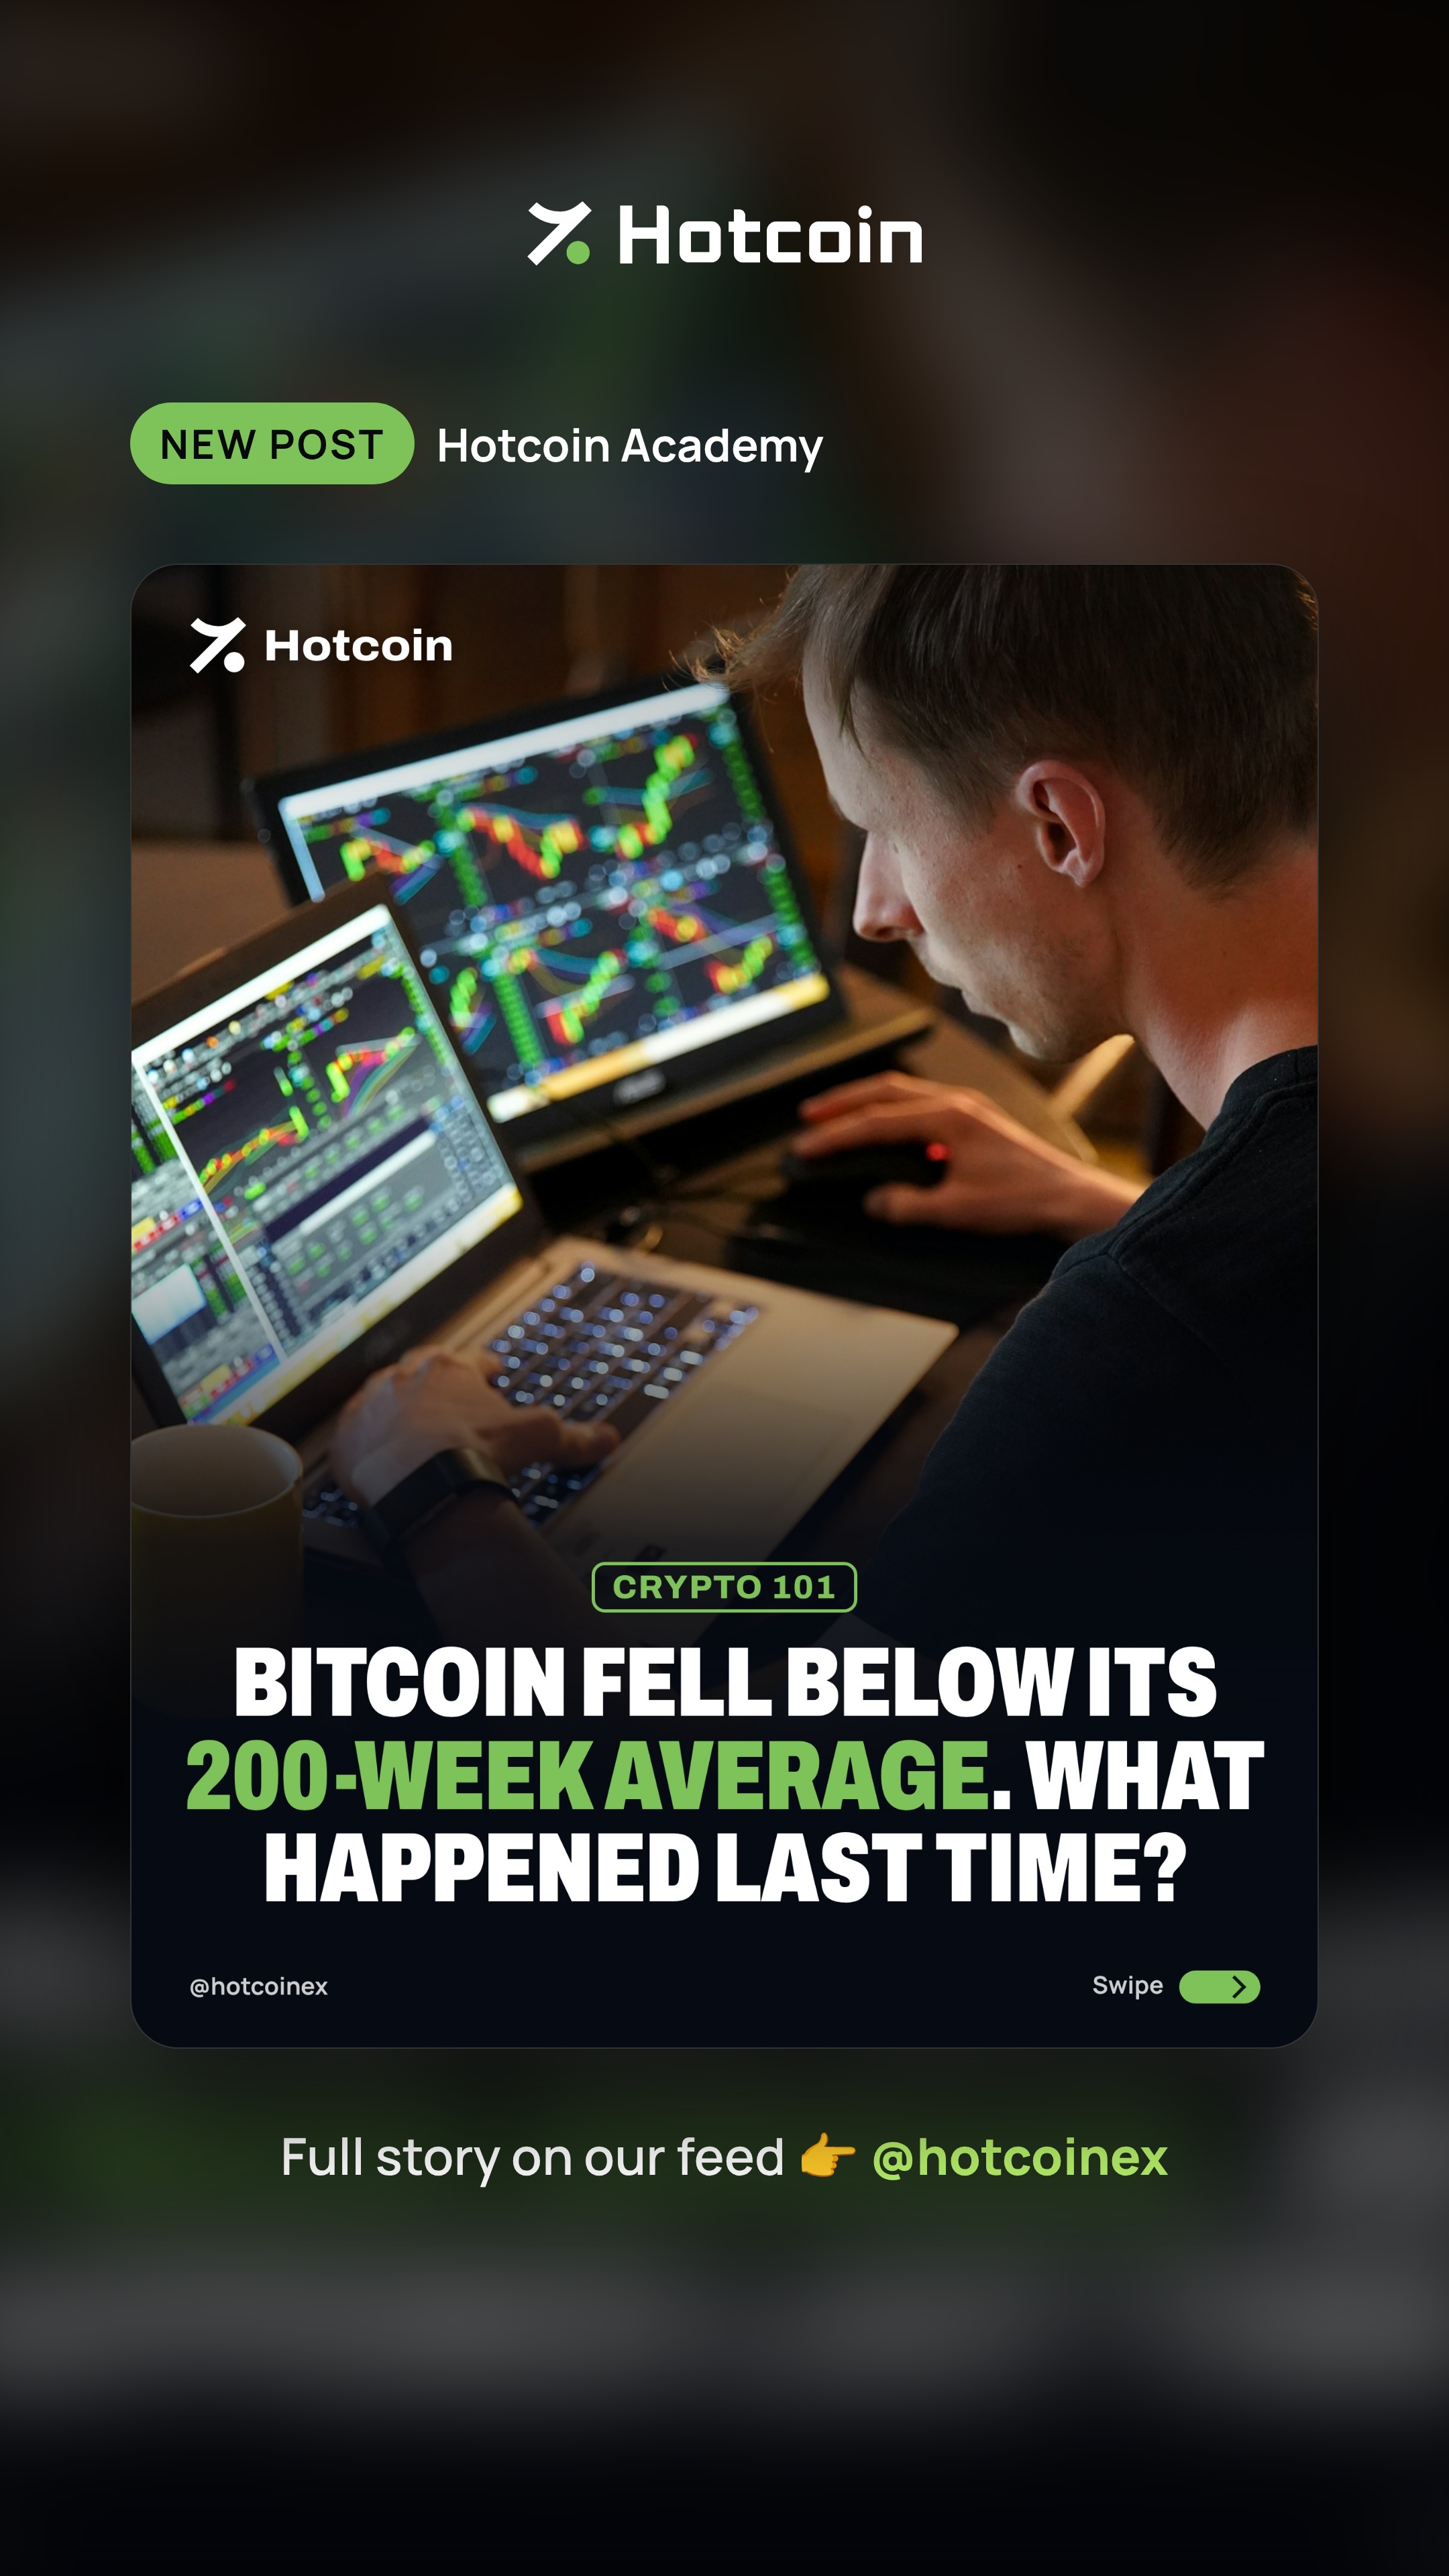 Hotcoin
NEW POST Hotcoin Academy
Hotcoin
CRYPTO 101
BITCOIN FELL BELOW ITS
200-WEEK AVERAGE. WHAT
HAPPENED LAST TIME?
@hotcoinex
Swipe
Full story on our feed 👉 @hotcoinex